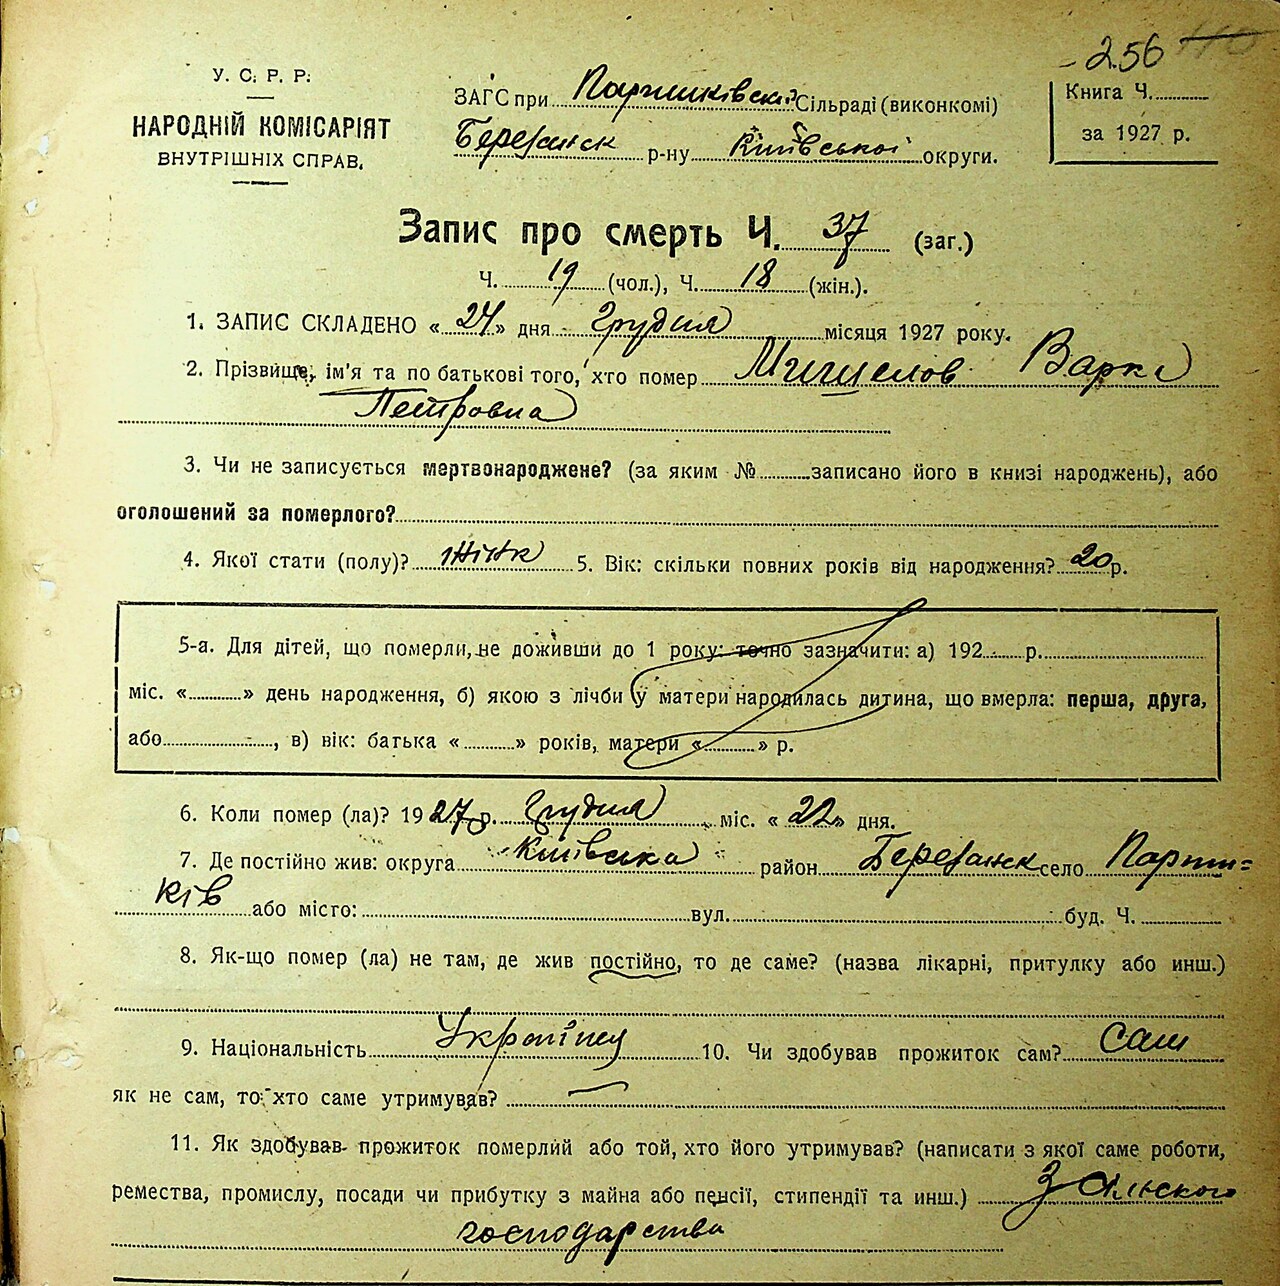 256
У. С. Р. Р.
НАРОДНІЙ КОМІСАРІЯТ
ВНУТРІШНІХ СПРАВ.
ЗАГС при Паришківські Сільраді (виконкомі)
Березанск р-ну Київської округи.
Книга Ч.
за 1927 р.
Запис про смерть Ч. 37 (заг.)
Ч. 19 (чол.), Ч. 18 (жін.).
1. ЗАПИС СКЛАДЕНО «24» дня Грудня місяця 1927 року.
2. Прізвище, ім'я та по батькові того, хто помер Варка
Петровна
3. Чи не записується мертвонароджене? (за яким № записано його в книзі народжень), або
оголошений за померлого?
4. Якої стати (полу)? жінк 5. Вік: скільки повних років від народження? 20 р.
5-а. Для дітей, що померли, не доживши до 1 року: точно зазначити: а) 192 р.
міс. « » день народження, б) якою з лічби у матери народилась дитина, що вмерла: перша, друга,
або , в) вік: батька « » років, матери « » р.
6. Коли помер (ла)? 1927 р. Грудня міс. «22» дня.
7. Де постійно жив: округа Київська район Березанск село Париш=
ків або місто: вул. буд. Ч.
8. Як-що помер (ла) не там, де жив постійно, то де саме? (назва лікарні, притулку або инш.)
9. Національність 10. Чи здобував прожиток сам? Сам
як не сам, то хто саме утримував? —
11. Як здобував прожиток померлий або той, хто його утримував? (написати з якої саме роботи,
ремества, промислу, посади чи прибутку з майна або пенсії, стипендії та инш.) З сільского
господарства